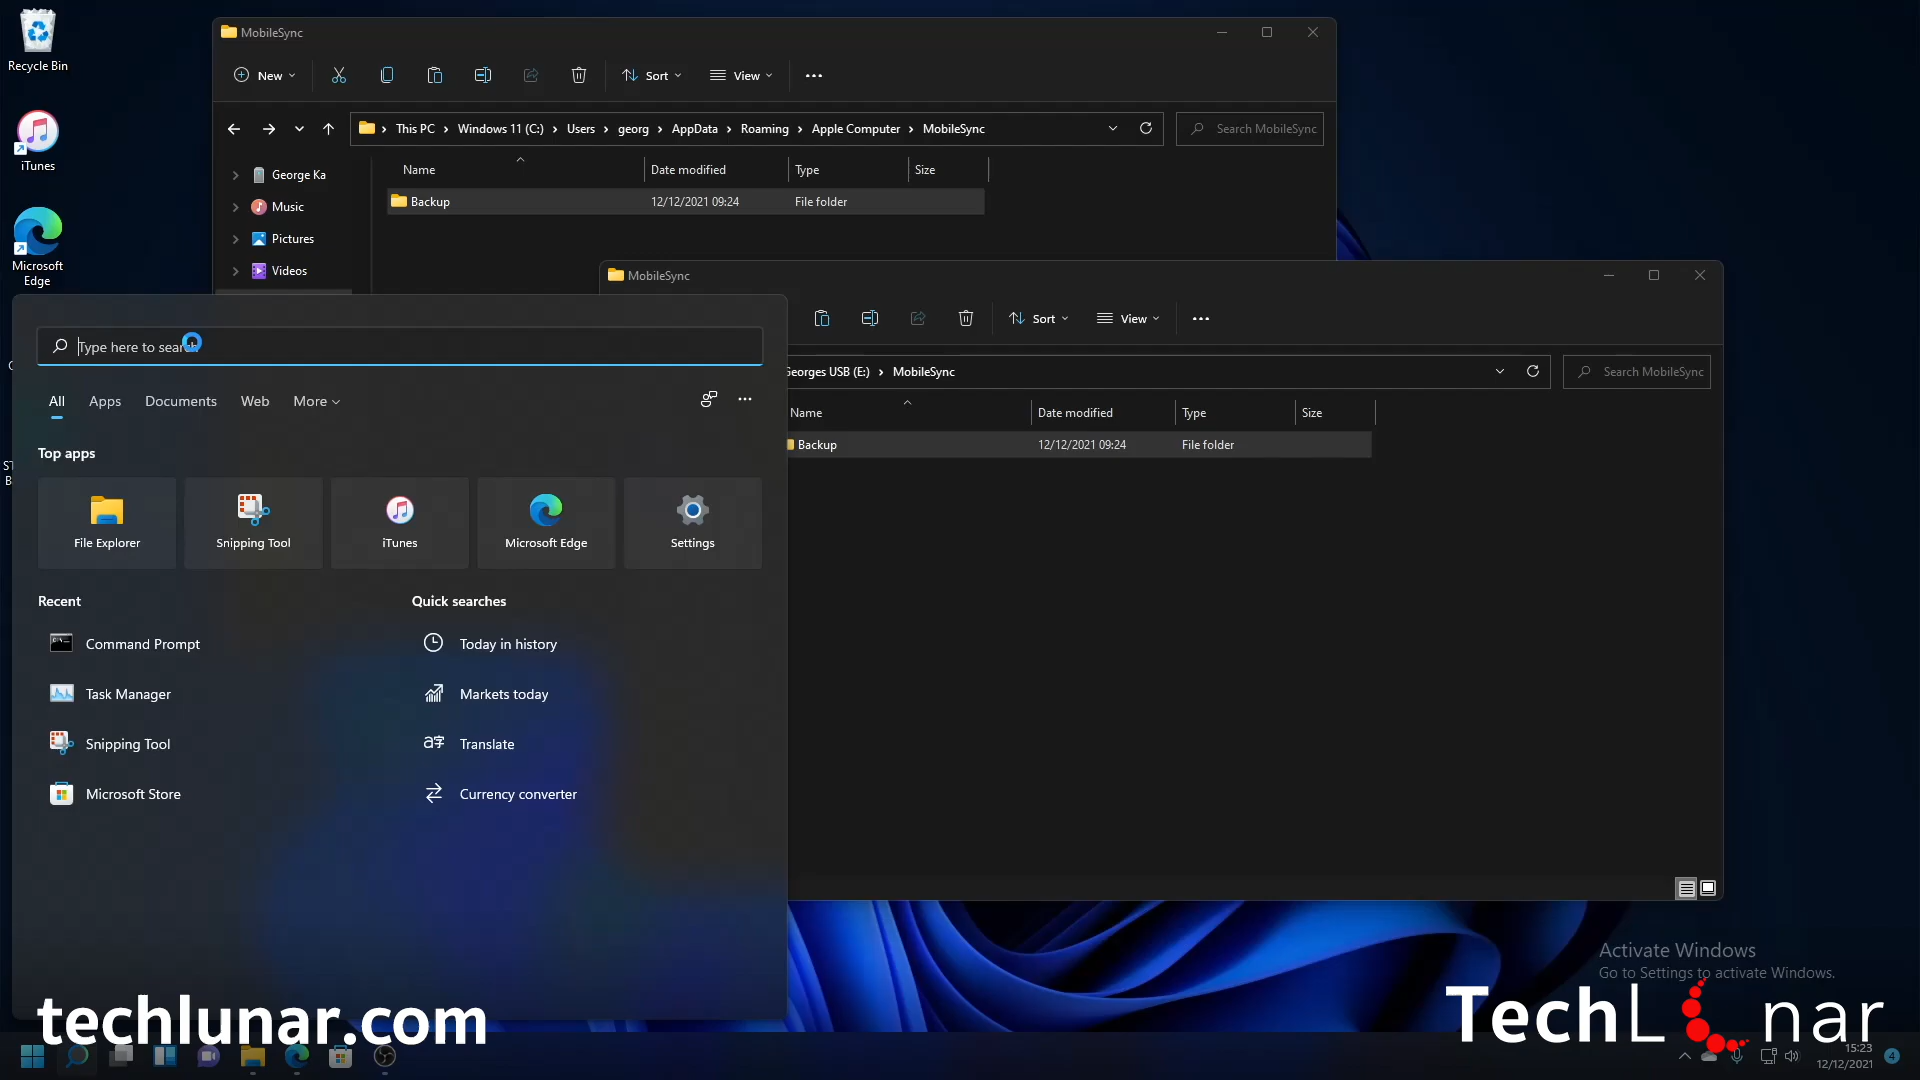 Recycle Bin
iTunes
Microsoft
Edge
MobileSync
New
Sort
View
This PC > Windows 11 (C:) > Users > georg > AppData > Roaming > Apple Computer > MobileSync
Search MobileSync
Name Date modified Type Size
George Ka
Music
Pictures
Videos
Backup 12/12/2021 09:24 File folder
MobileSync
Sort
View
Georges USB (E:) > MobileSync
Search MobileSync
Name Date modified Type Size
Backup 12/12/2021 09:24 File folder
Type here to search
All Apps Documents Web More
Top apps
File Explorer
Snipping Tool
iTunes
Microsoft Edge
Settings
Recent
Command Prompt
Task Manager
Snipping Tool
Microsoft Store
Quick searches
Today in history
Markets today
Translate
Currency converter
Activate Windows
Go to Settings to activate Windows.
techlunar.com
TechLunar
15:23
12/12/2021
4